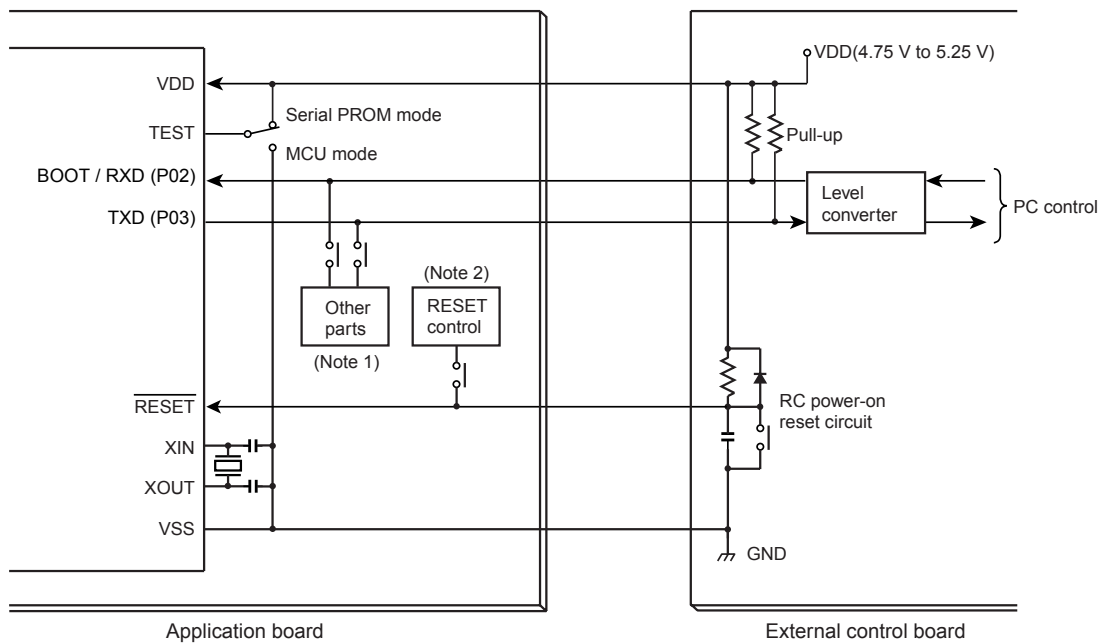 VDD(4.75 V to 5.25 V)
VDD
Serial PROM mode
TEST
Pull-up
MCU mode
BOOT / RXD (P02)
Level
converter
PC control
TXD (P03)
(Note 2)
Other
parts
RESET
control
(Note 1)
RESET
RC power-on
reset circuit
XIN
XOUT
VSS
GND
Application board
External control board